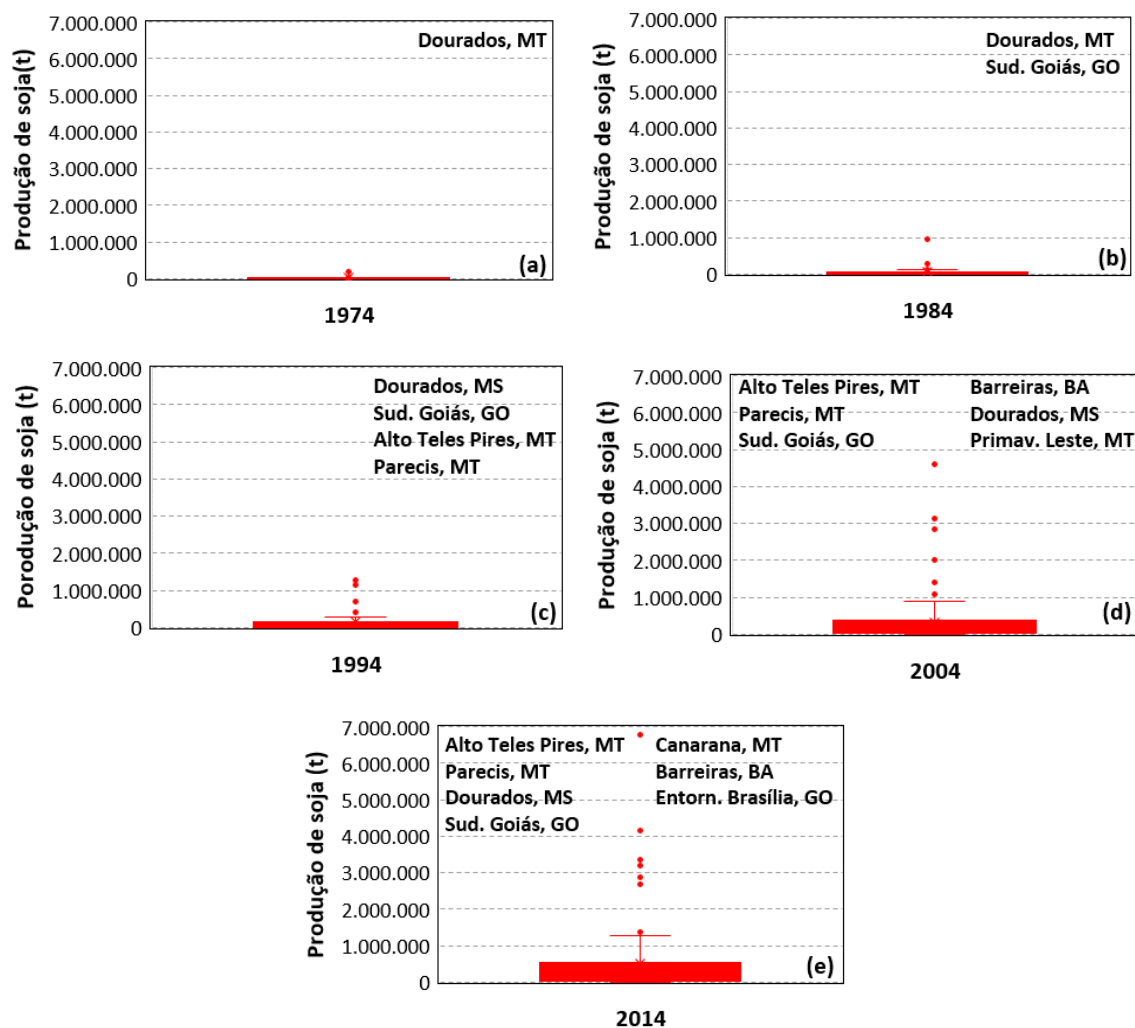 Produção de soja(t)
7.000.000
6.000.000
5.000.000
4.000.000
3.000.000
2.000.000
1.000.000
0
Dourados, MT
(a)
1974
Produção de soja (t)
7.000.000
6.000.000
5.000.000
4.000.000
3.000.000
2.000.000
1.000.000
0
Dourados, MT
Sud. Goiás, GO
(b)
1984
Porodução de soja (t)
7.000.000
6.000.000
5.000.000
4.000.000
3.000.000
2.000.000
1.000.000
0
Dourados, MS
Sud. Goiás, GO
Alto Teles Pires, MT
Parecis, MT
(c)
1994
Produção de soja (t)
7.000.000
6.000.000
5.000.000
4.000.000
3.000.000
2.000.000
1.000.000
0
Alto Teles Pires, MT
Parecis, MT
Sud. Goiás, GO
Barreiras, BA
Dourados, MS
Primav. Leste, MT
(d)
2004
Produção de soja (t)
7.000.000
6.000.000
5.000.000
4.000.000
3.000.000
2.000.000
1.000.000
0
Alto Teles Pires, MT
Parecis, MT
Dourados, MS
Sud. Goiás, GO
Canarana, MT
Barreiras, BA
Entorn. Brasília, GO
(e)
2014